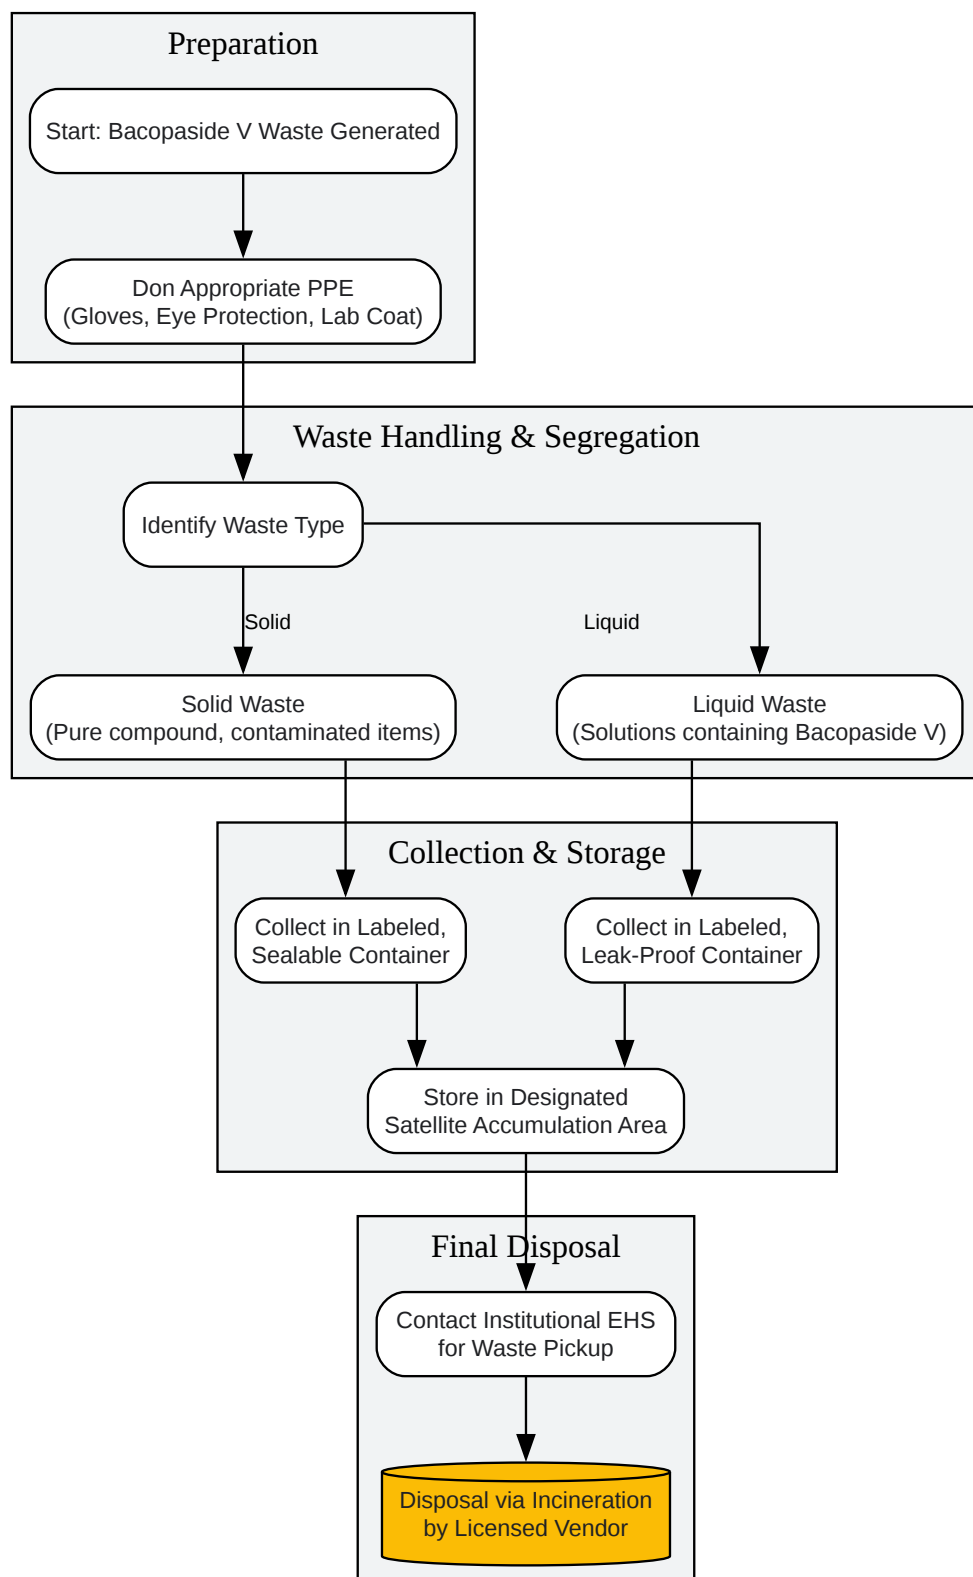 Preparation
Start: Bacopaside V Waste Generated
Don Appropriate PPE
(Gloves, Eye Protection, Lab Coat)
Waste Handling & Segregation
Identify Waste Type
Solid
Liquid
Solid Waste
(Pure compound, contaminated items)
Liquid Waste
(Solutions containing Bacopaside V)
Collection & Storage
Collect in Labeled,
Sealable Container
Collect in Labeled,
Leak-Proof Container
Store in Designated
Satellite Accumulation Area
Final Disposal
Contact Institutional EHS
for Waste Pickup
Disposal via Incineration
by Licensed Vendor